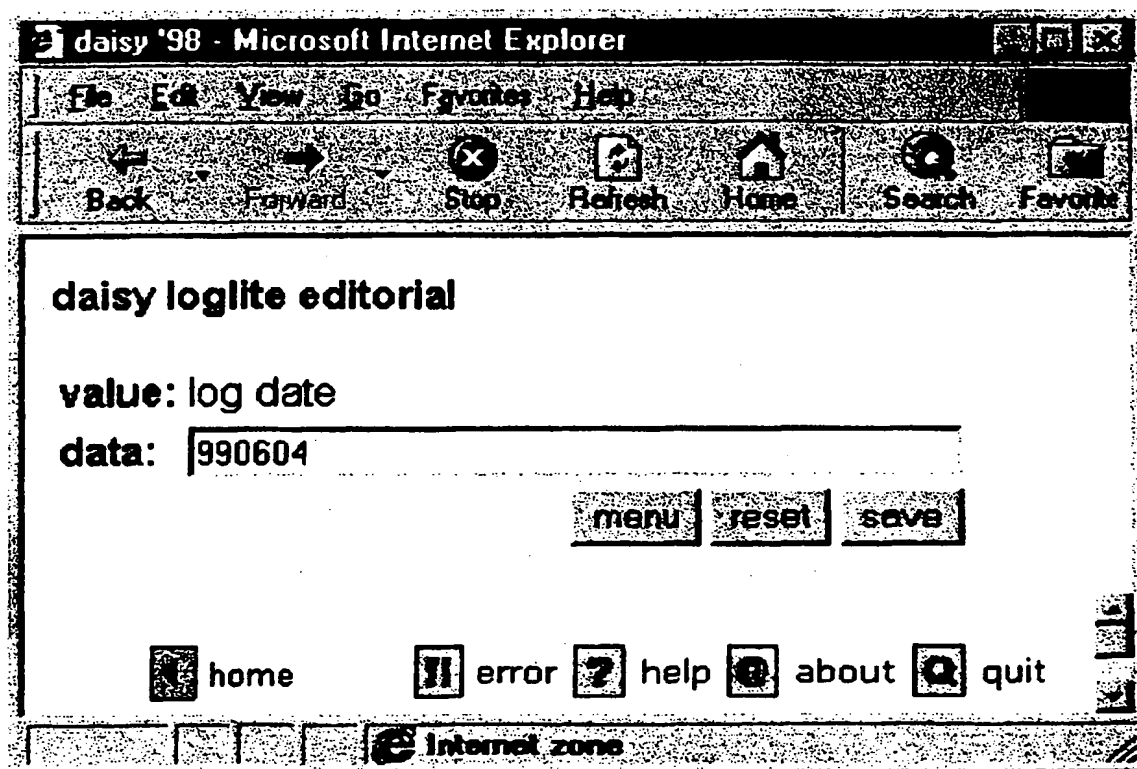 daisy '98 - Microsoft Internet Explorer
File Edit View Go Favorites Help
Back Forward Stop Refresh Home Search Favorite
daisy loglite editorial
value: log date
data: 990604
menu reset save
home !! error ? help @ about Q quit
Internet zone